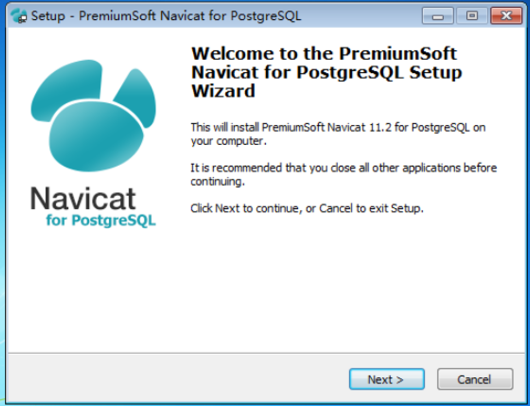 Setup - PremiumSoft Navicat for PostgreSQL
Welcome to the PremiumSoft
Navicat for PostgreSQL Setup
Wizard
This will install PremiumSoft Navicat 11.2 for PostgreSQL on
your computer.
It is recommended that you close all other applications before
continuing.
Click Next to continue, or Cancel to exit Setup.
Navicat
for PostgreSQL
Next >
Cancel